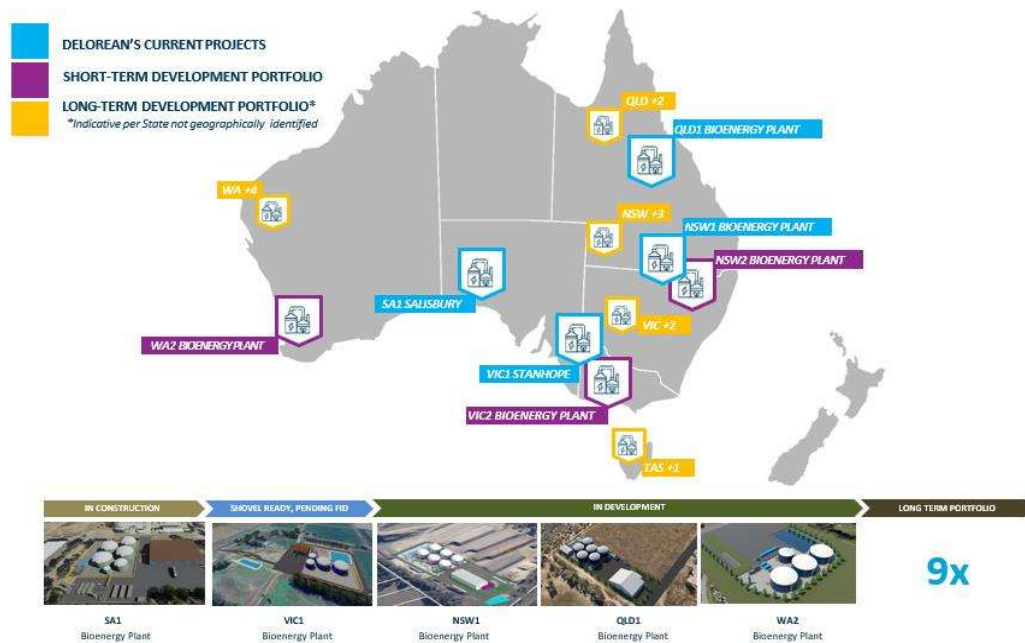 DELOREAN'S CURRENT PROJECTS
SHORT-TERM DEVELOPMENT PORTFOLIO
LONG-TERM DEVELOPMENT PORTFOLIO*
*Indicative per State not geographically identified
QLD +2
QLD1 BIOENERGY PLANT
WA +4
NSW +3
NSW1 BIOENERGY PLANT
NSW2 BIOENERGY PLANT
SA1 SALISBURY
VIC +2
WA2 BIOENERGY PLANT
VIC1 STANHOPE
VIC2 BIOENERGY PLANT
TAS +1
IN CONSTRUCTION
SHOVEL READY, PENDING FID
IN DEVELOPMENT
LONG TERM PORTFOLIO
9x
SA1
Bioenergy Plant
VIC1
Bioenergy Plant
NSW1
Bioenergy Plant
QLD1
Bioenergy Plant
WA2
Bioenergy Plant